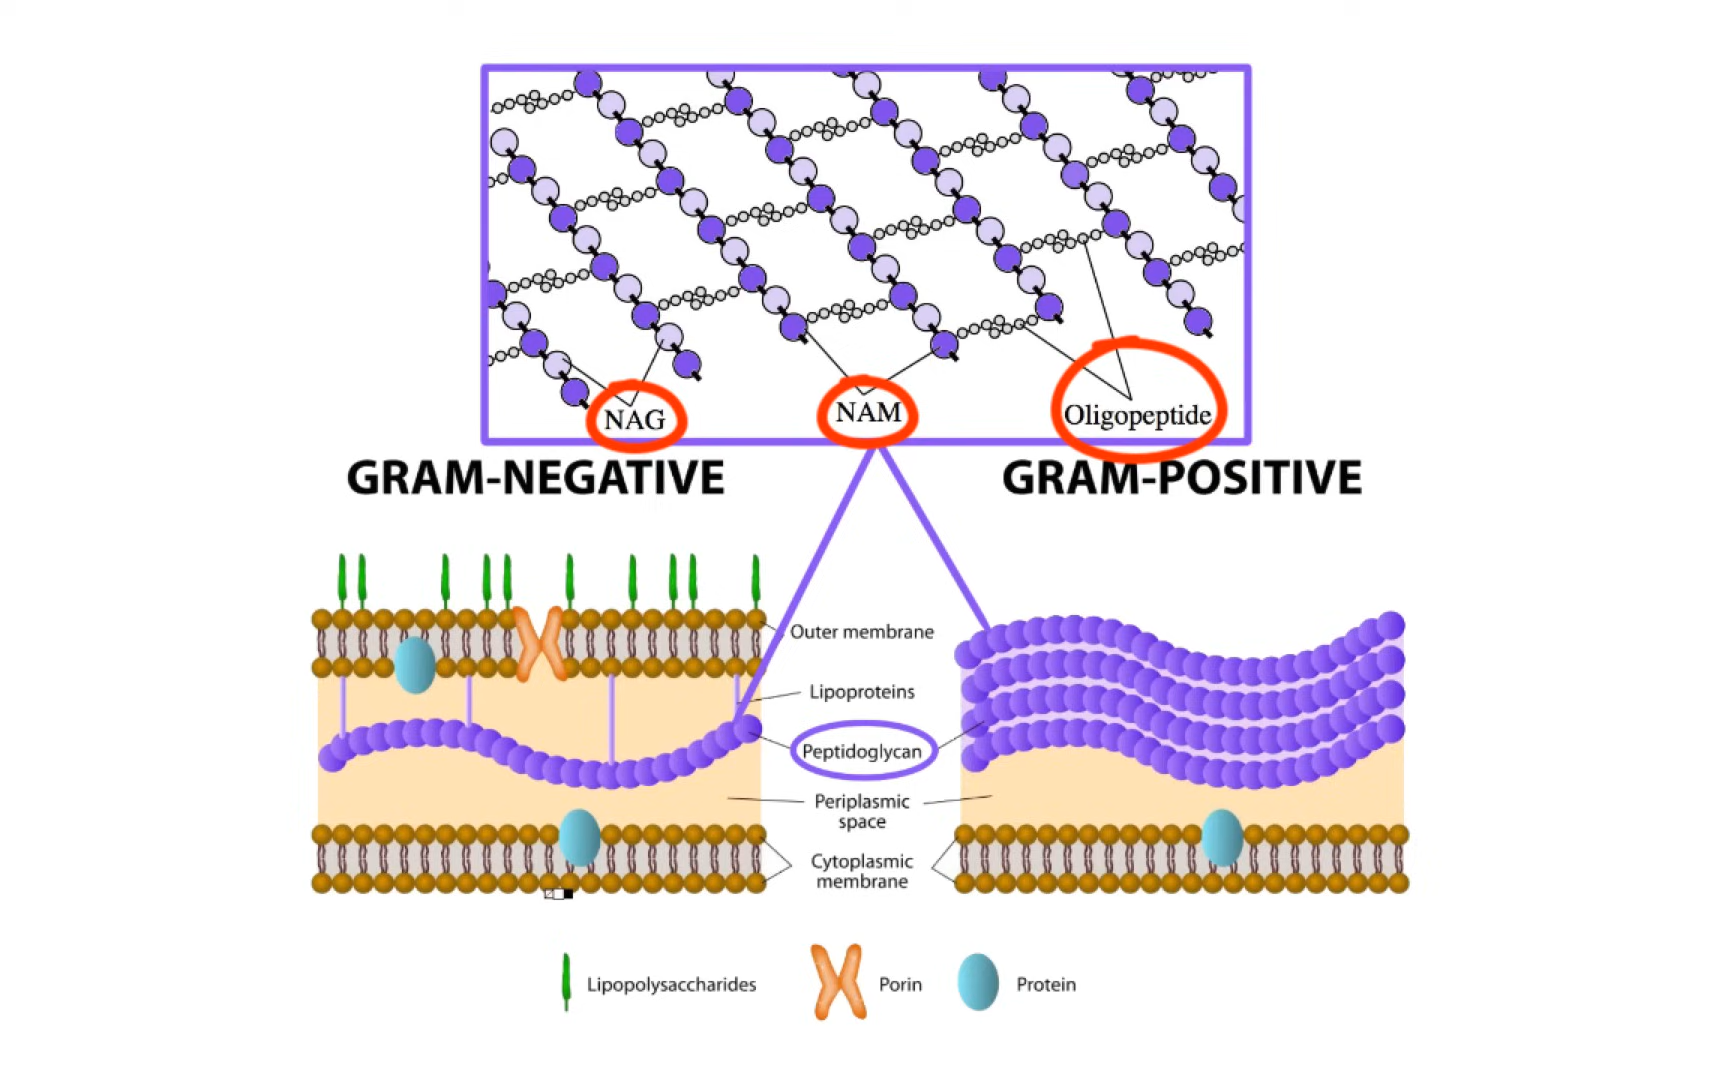 NAG
NAM
Oligopeptide
GRAM-NEGATIVE
GRAM-POSITIVE
Outer membrane
Lipoproteins
Peptidoglycan
Periplasmic
space
Cytoplasmic
membrane
Lipopolysaccharides
Porin
Protein